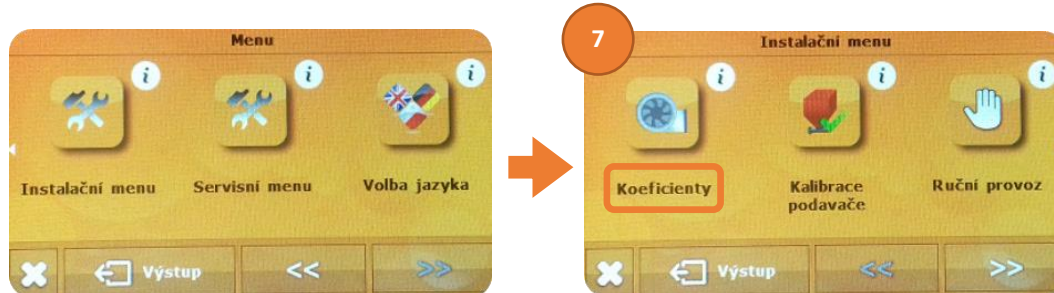 Menu
Instalační menu
Servisní menu
Volba jazyka
Výstup
<<
>>
7
Instalační menu
Koeficienty
Kalibrace
podavače
Ruční provoz
Výstup
<<
>>